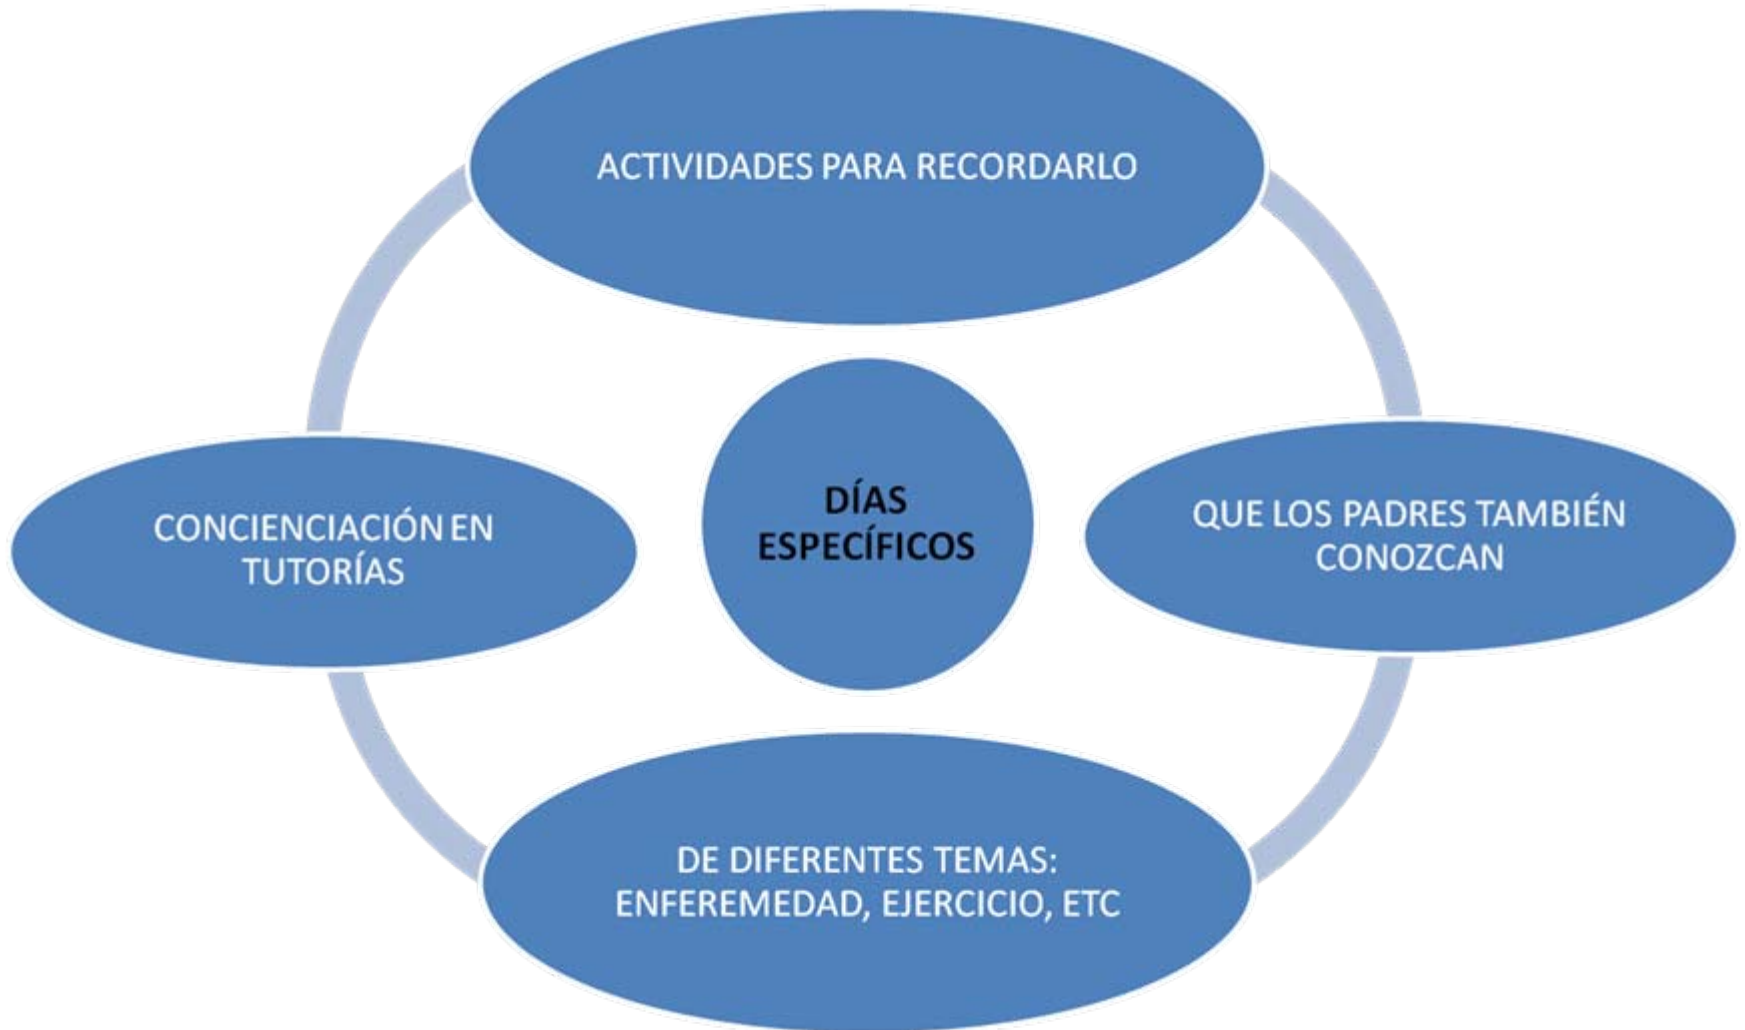 ACTIVIDADES PARA RECORDARLO
CONCIENCIACIÓN EN
TUTORÍAS
DÍAS
ESPECÍFICOS
QUE LOS PADRES TAMBIÉN
CONOZCAN
DE DIFERENTES TEMAS:
ENFEREMEDAD, EJERCICIO, ETC